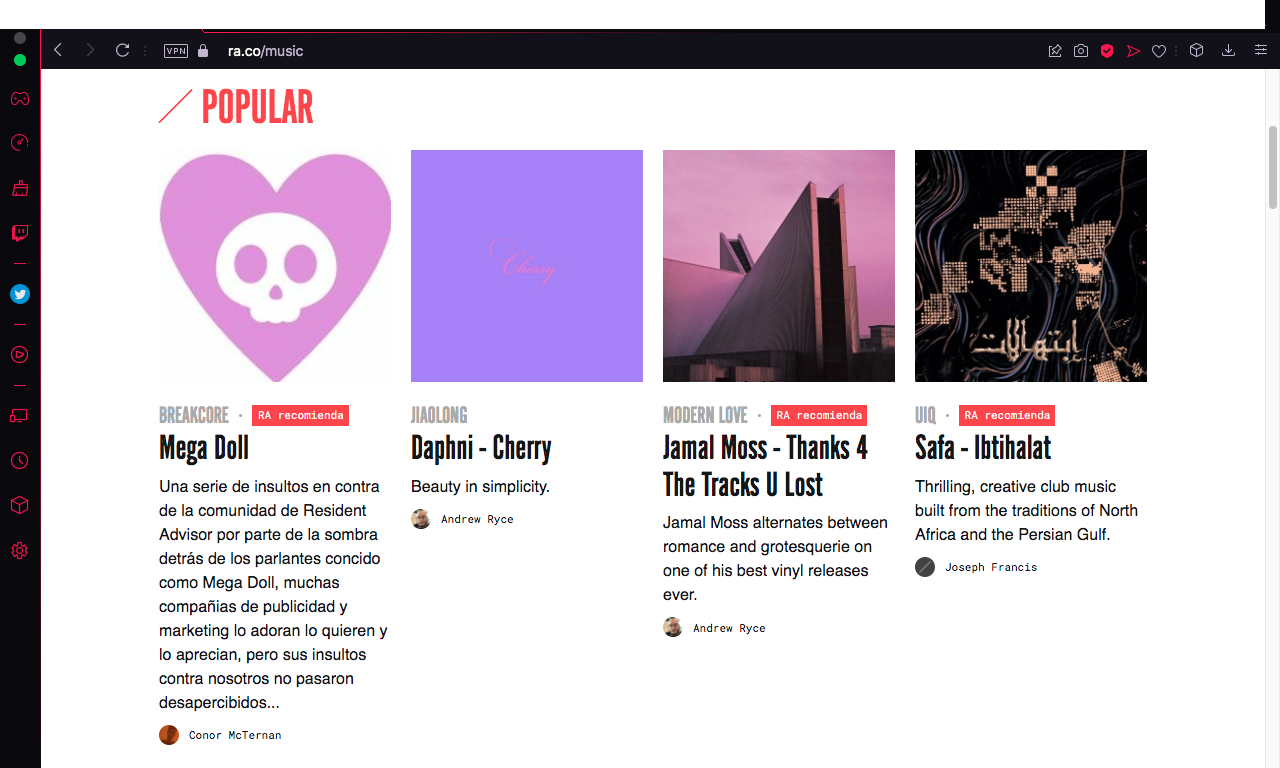 VPN
ra.co/music
POPULAR
Cherry
ابتهالات
BREAKCORE • RA recomienda
Mega Doll
Una serie de insultos en contra
de la comunidad de Resident
Advisor por parte de la sombra
detrás de los parlantes concido
como Mega Doll, muchas
compañias de publicidad y
marketing lo adoran lo quieren y
lo aprecian, pero sus insultos
contra nosotros no pasaron
desapercibidos...
Conor McTernan
JIAOLONG
Daphni - Cherry
Beauty in simplicity.
Andrew Ryce
MODERN LOVE • RA recomienda
Jamal Moss - Thanks 4
The Tracks U Lost
Jamal Moss alternates between
romance and grotesquerie on
one of his best vinyl releases
ever.
Andrew Ryce
UIQ • RA recomienda
Safa - Ibtihalat
Thrilling, creative club music
built from the traditions of North
Africa and the Persian Gulf.
Joseph Francis